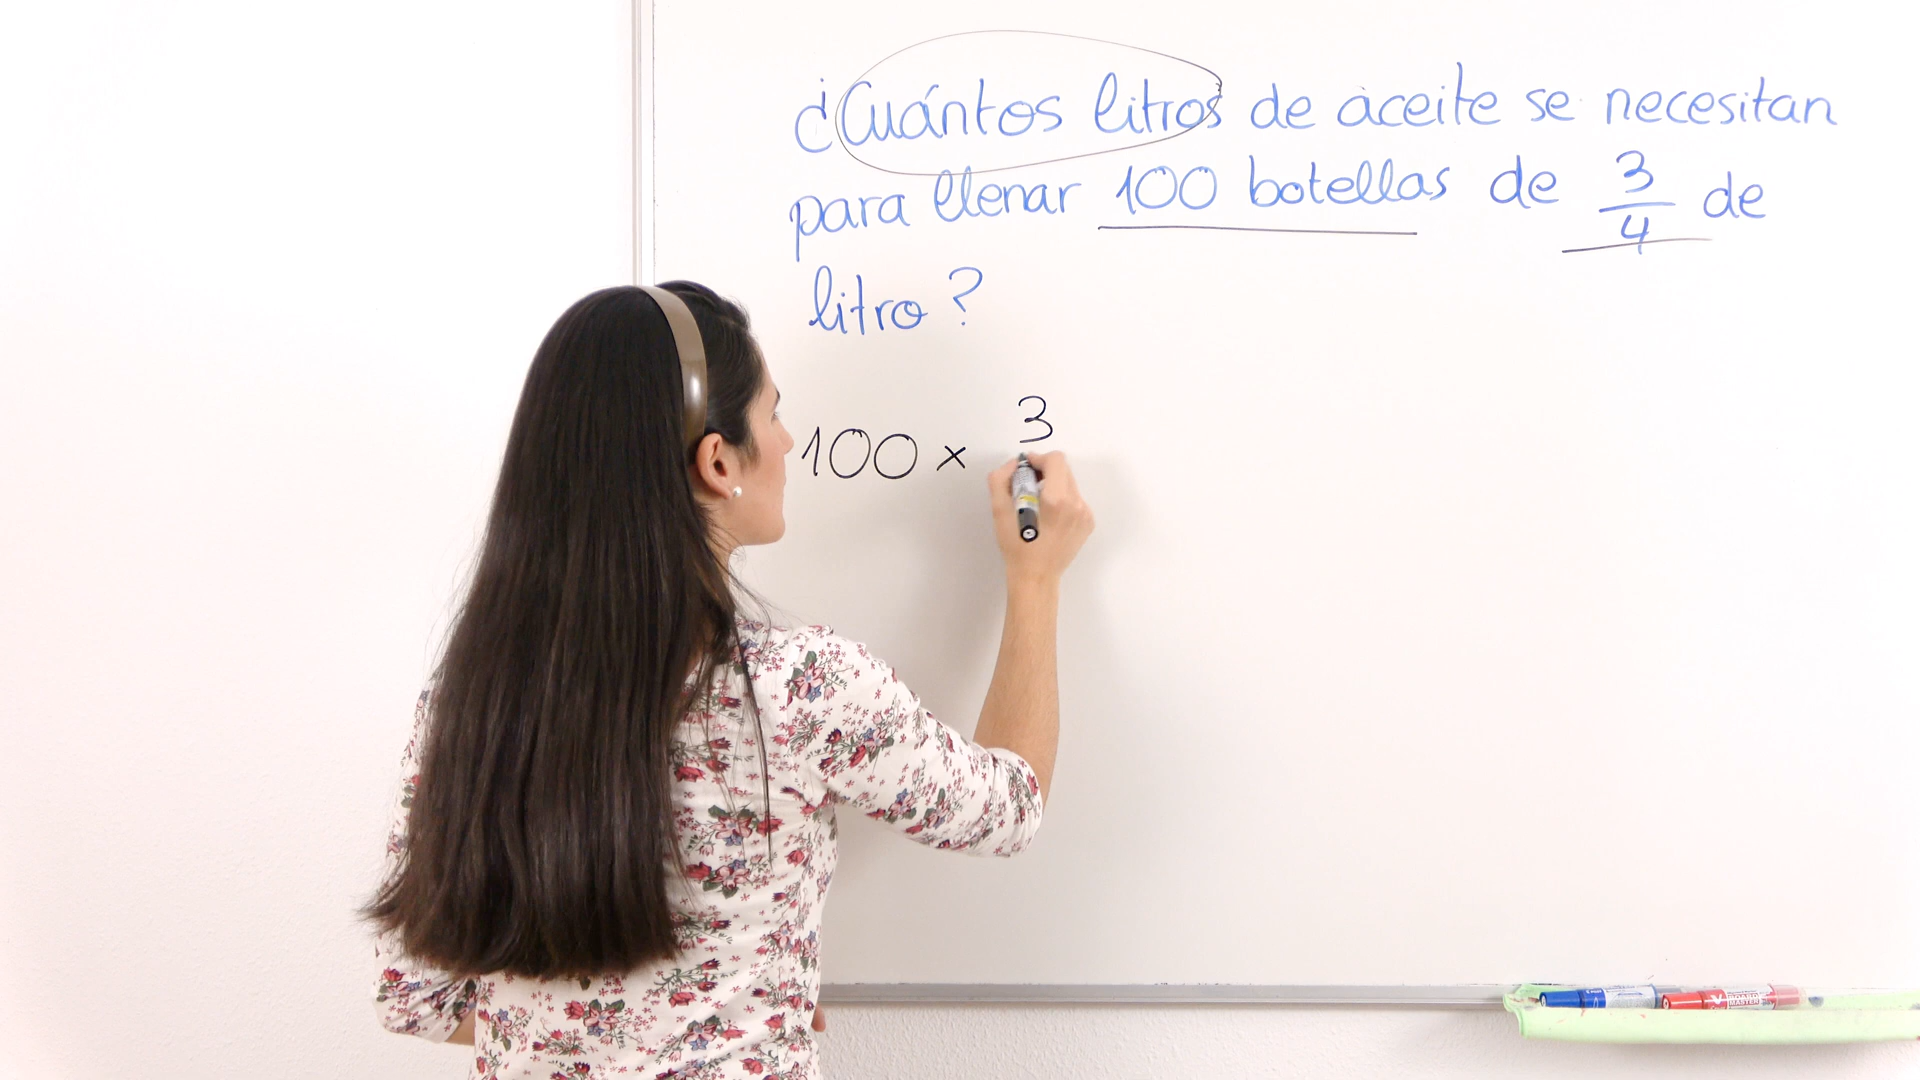 ¿Cuántos litros de aceite se necesitan
para llenar 100 botellas de 3/4 de
litro?
100 × 3